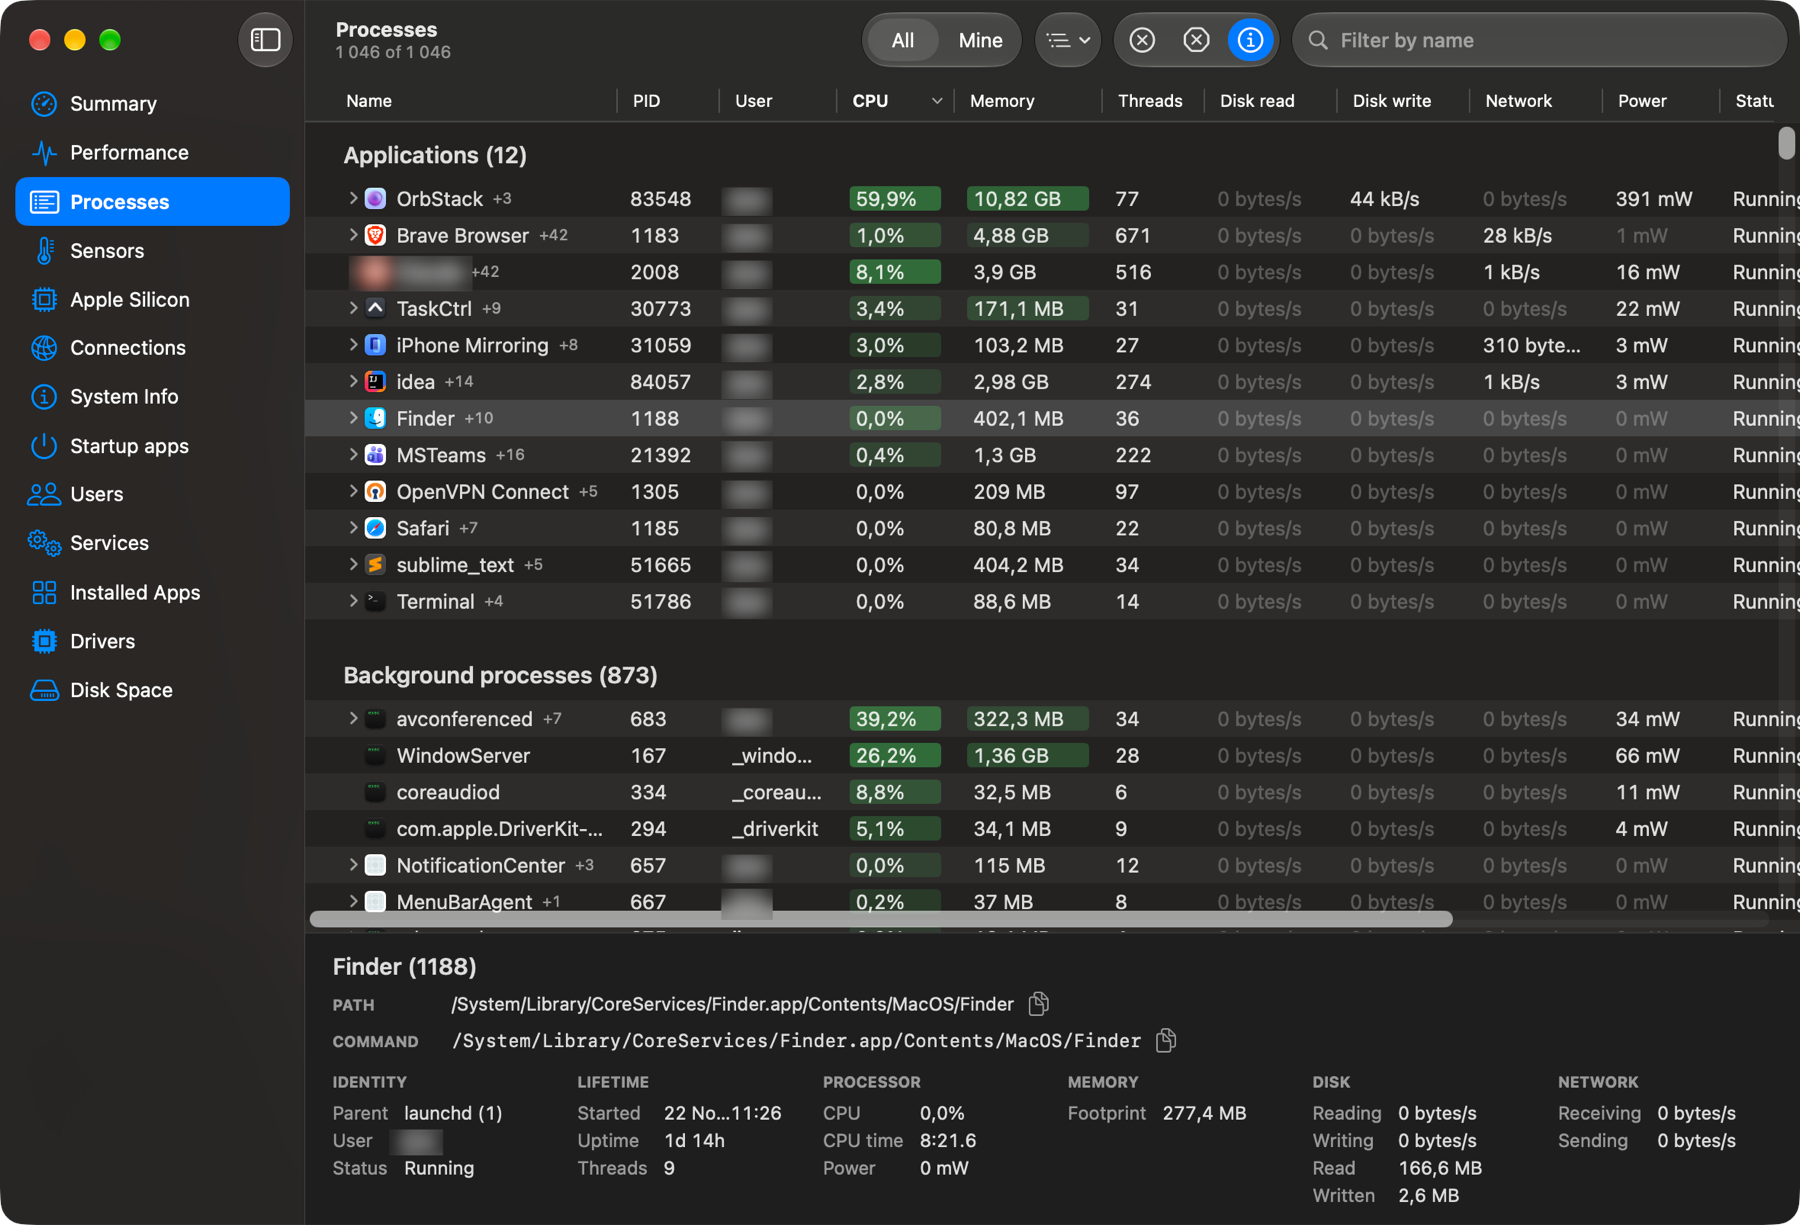 Processes
1 046 of 1 046
All
Mine
Filter by name
Summary
Performance
Processes
Sensors
Apple Silicon
Connections
System Info
Startup apps
Users
Services
Installed Apps
Drivers
Disk Space
Name PID User CPU Memory Threads Disk read Disk write Network Power Statu
Applications (12)
OrbStack +3 83548 59,9% 10,82 GB 77 0 bytes/s 44 kB/s 0 bytes/s 391 mW Running
Brave Browser +42 1183 1,0% 4,88 GB 671 0 bytes/s 0 bytes/s 28 kB/s 1 mW Running
+42 2008 8,1% 3,9 GB 516 0 bytes/s 0 bytes/s 1 kB/s 16 mW Running
TaskCtrl +9 30773 3,4% 171,1 MB 31 0 bytes/s 0 bytes/s 0 bytes/s 22 mW Running
iPhone Mirroring +8 31059 3,0% 103,2 MB 27 0 bytes/s 0 bytes/s 310 byte... 3 mW Running
idea +14 84057 2,8% 2,98 GB 274 0 bytes/s 0 bytes/s 1 kB/s 3 mW Running
Finder +10 1188 0,0% 402,1 MB 36 0 bytes/s 0 bytes/s 0 bytes/s 0 mW Running
MSTeams +16 21392 0,4% 1,3 GB 222 0 bytes/s 0 bytes/s 0 bytes/s 0 mW Running
OpenVPN Connect +5 1305 0,0% 209 MB 97 0 bytes/s 0 bytes/s 0 bytes/s 0 mW Running
Safari +7 1185 0,0% 80,8 MB 22 0 bytes/s 0 bytes/s 0 bytes/s 0 mW Running
sublime_text +5 51665 0,0% 404,2 MB 34 0 bytes/s 0 bytes/s 0 bytes/s 0 mW Running
Terminal +4 51786 0,0% 88,6 MB 14 0 bytes/s 0 bytes/s 0 bytes/s 0 mW Running
Background processes (873)
avconferenced +7 683 39,2% 322,3 MB 34 0 bytes/s 0 bytes/s 0 bytes/s 34 mW Running
WindowServer 167 _windo... 26,2% 1,36 GB 28 0 bytes/s 0 bytes/s 0 bytes/s 66 mW Running
coreaudiod 334 _coreau... 8,8% 32,5 MB 6 0 bytes/s 0 bytes/s 0 bytes/s 11 mW Running
com.apple.DriverKit-... 294 _driverkit 5,1% 34,1 MB 9 0 bytes/s 0 bytes/s 0 bytes/s 4 mW Running
NotificationCenter +3 657 0,0% 115 MB 12 0 bytes/s 0 bytes/s 0 bytes/s 0 mW Running
MenuBarAgent +1 667 0,2% 37 MB 8 0 bytes/s 0 bytes/s 0 bytes/s 0 mW Running
Finder (1188)
PATH /System/Library/CoreServices/Finder.app/Contents/MacOS/Finder
COMMAND /System/Library/CoreServices/Finder.app/Contents/MacOS/Finder
IDENTITY LIFETIME PROCESSOR MEMORY DISK NETWORK
Parent launchd (1) Started 22 No...11:26 CPU 0,0% Footprint 277,4 MB Reading 0 bytes/s Receiving 0 bytes/s
User Uptime 1d 14h CPU time 8:21.6 Writing 0 bytes/s Sending 0 bytes/s
Status Running Threads 9 Power 0 mW Read 166,6 MB
Written 2,6 MB